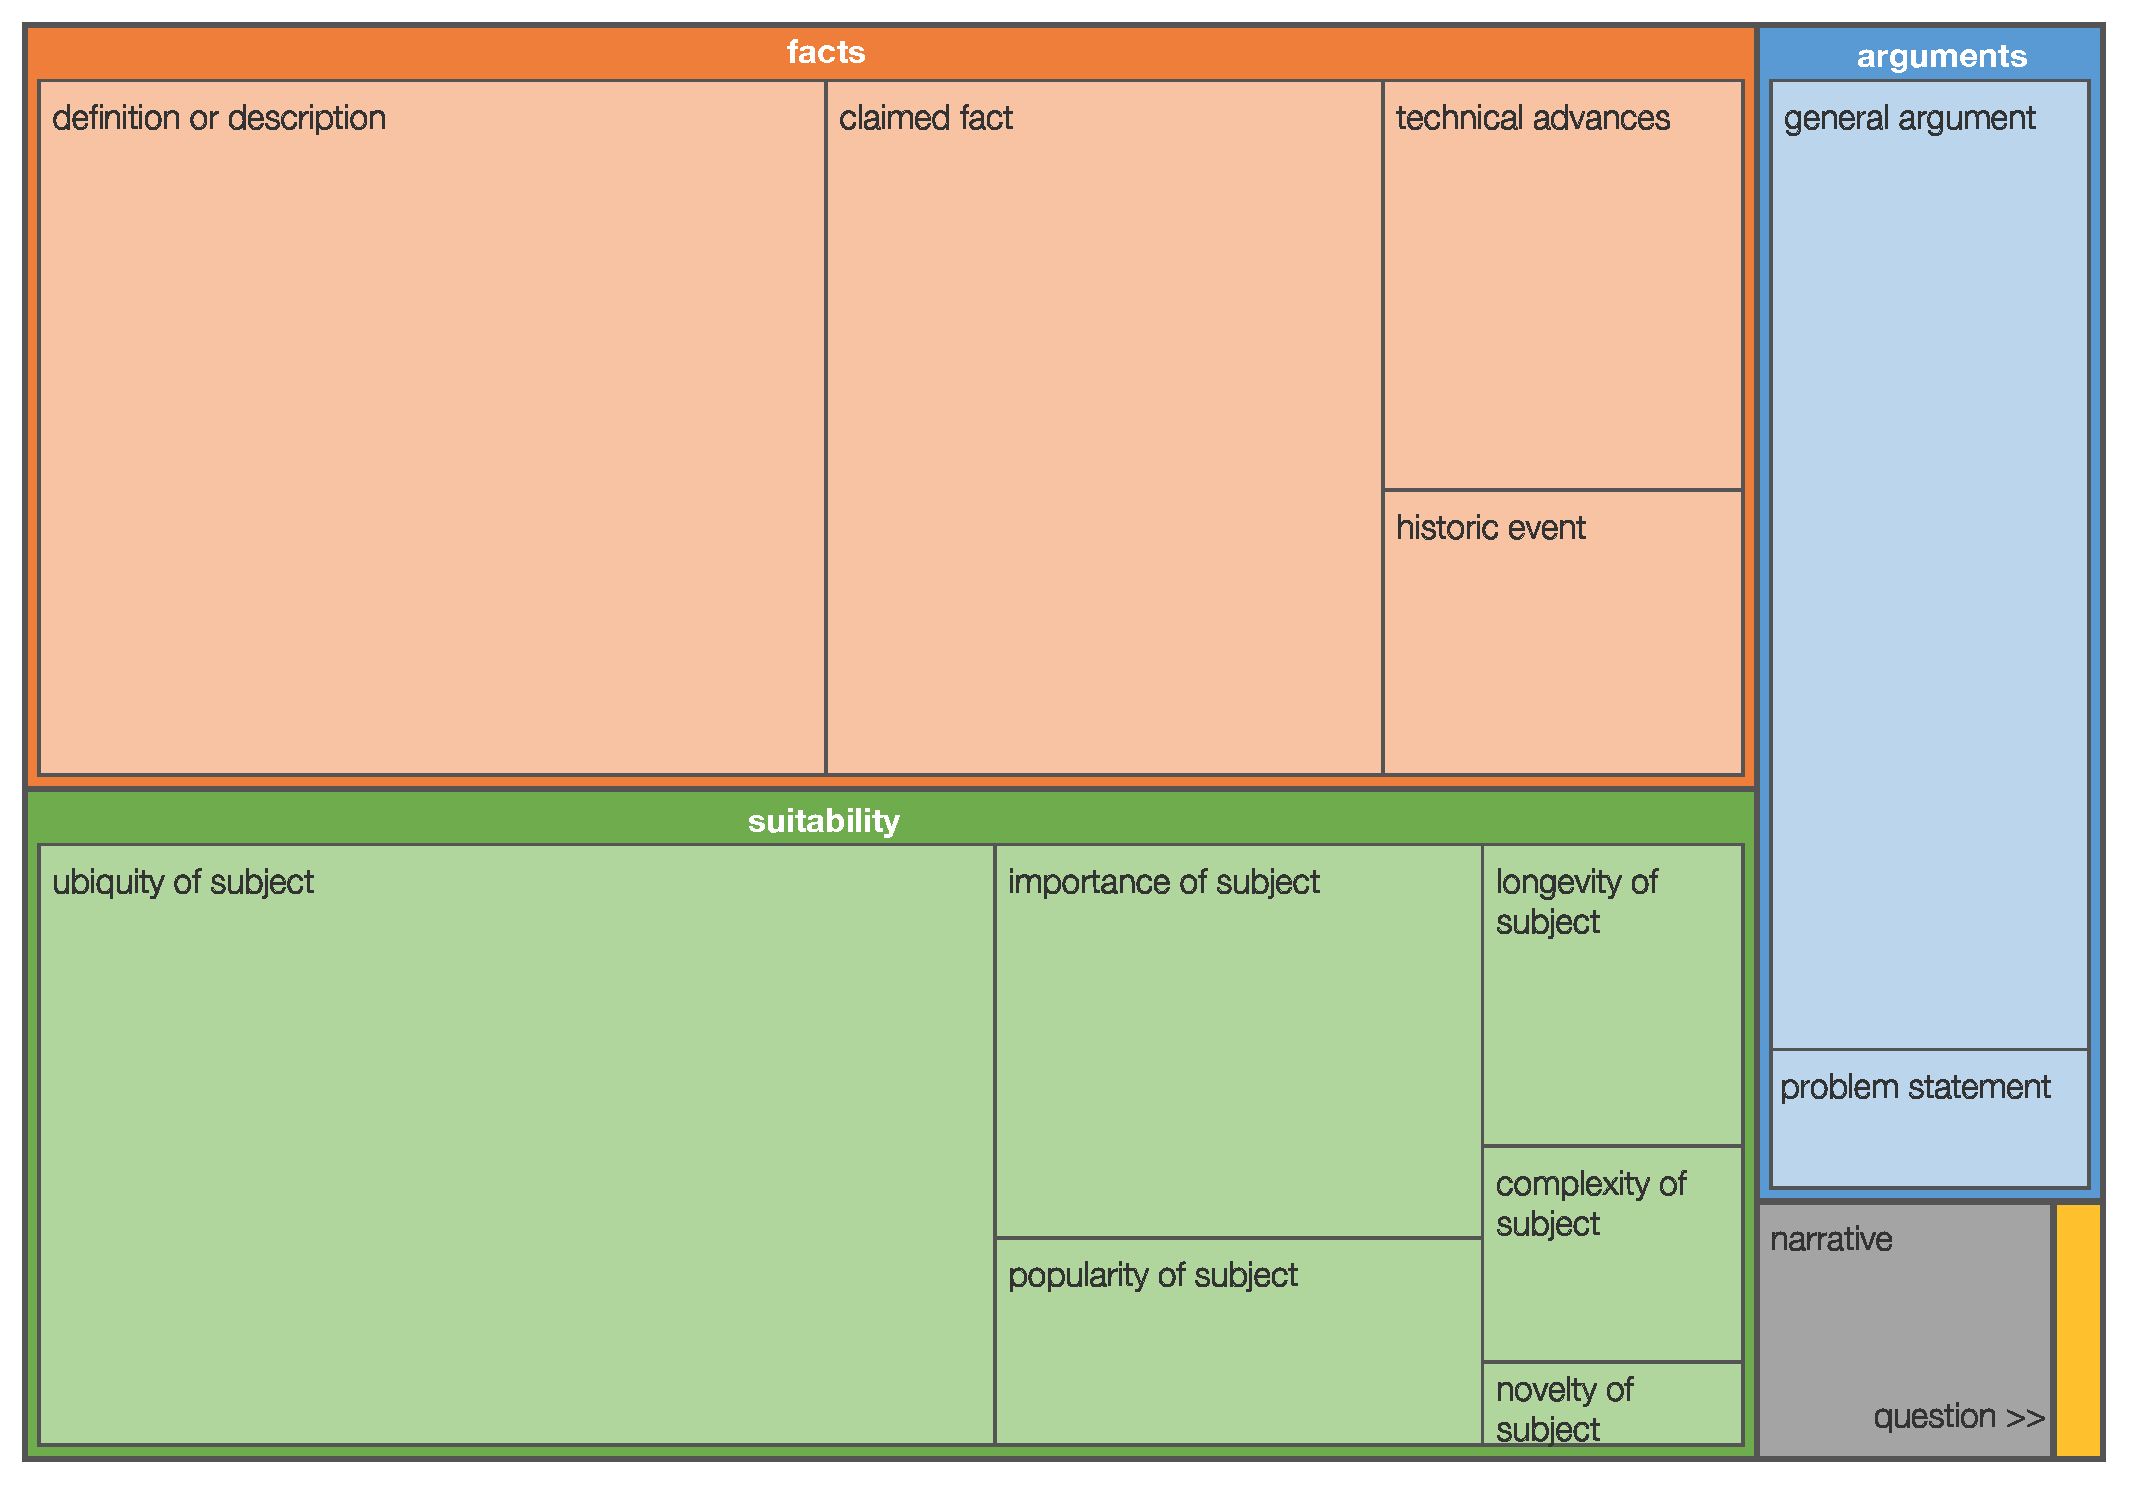 facts
definition or description
claimed fact
technical advances
historic event
suitability
ubiquity of subject
importance of subject
popularity of subject
longevity of
subject
complexity of
subject
novelty of
subject
arguments
general argument
problem statement
narrative
question >>